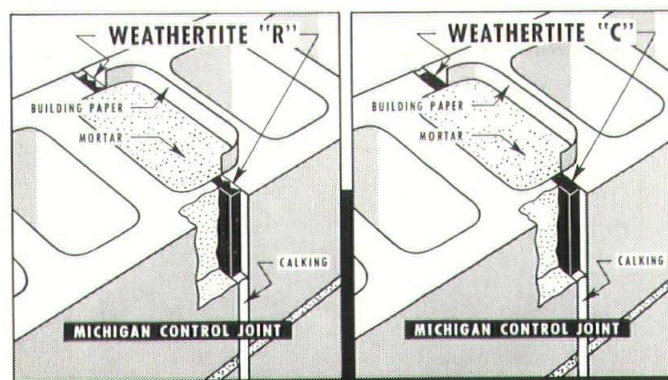 WEATHERTITE "R"
BUILDING PAPER
MORTAR
CALKING
MICHIGAN CONTROL JOINT
WEATHERTITE "C"
BUILDING PAPER
MORTAR
CALKING
MICHIGAN CONTROL JOINT